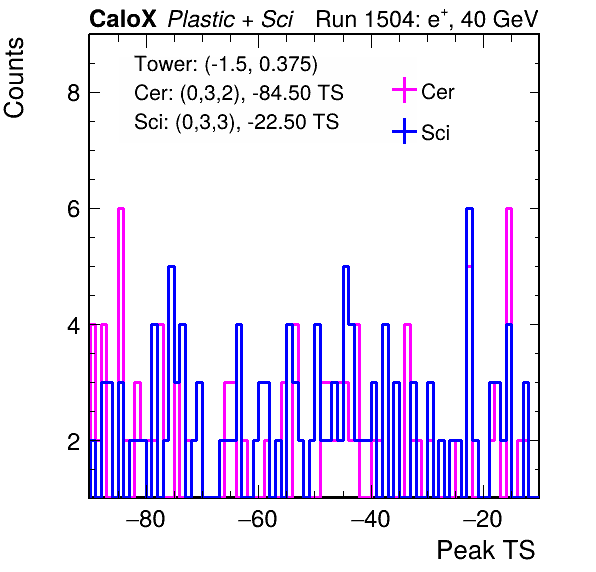 CaloX Plastic + Sci Run 1504: e+, 40 GeV
Tower: (-1.5, 0.375)
Cer: (0,3,2), -84.50 TS
Sci: (0,3,3), -22.50 TS
Cer
Sci
Counts
8
6
4
2
−80 −60 −40 −20
Peak TS